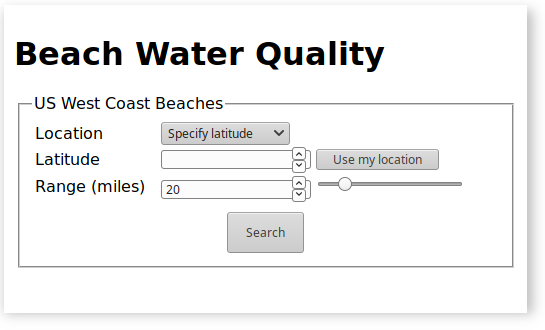 Beach Water Quality
US West Coast Beaches
Location Specify latitude
Latitude Use my location
Range (miles) 20
Search